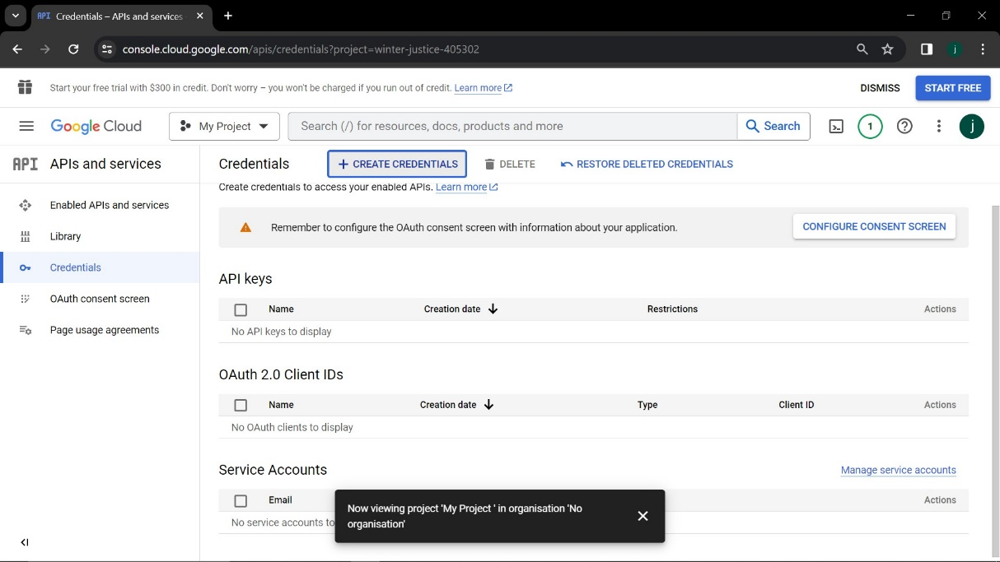 API Credentials – APIs and services
console.cloud.google.com/apis/credentials?project=winter-justice-405302
j
Start your free trial with $300 in credit. Don't worry – you won't be charged if you run out of credit. Learn more
DISMISS
START FREE
Google Cloud
My Project
Search (/) for resources, docs, products and more
Search
1
j
API APIs and services
Credentials
+ CREATE CREDENTIALS
DELETE
RESTORE DELETED CREDENTIALS
Enabled APIs and services
Library
Credentials
OAuth consent screen
Page usage agreements
Create credentials to access your enabled APIs. Learn more
Remember to configure the OAuth consent screen with information about your application.
CONFIGURE CONSENT SCREEN
API keys
Name Creation date Restrictions Actions
No API keys to display
OAuth 2.0 Client IDs
Name Creation date Type Client ID Actions
No OAuth clients to display
Service Accounts
Manage service accounts
Email Actions
No service accounts to
Now viewing project 'My Project ' in organisation 'No
organisation'